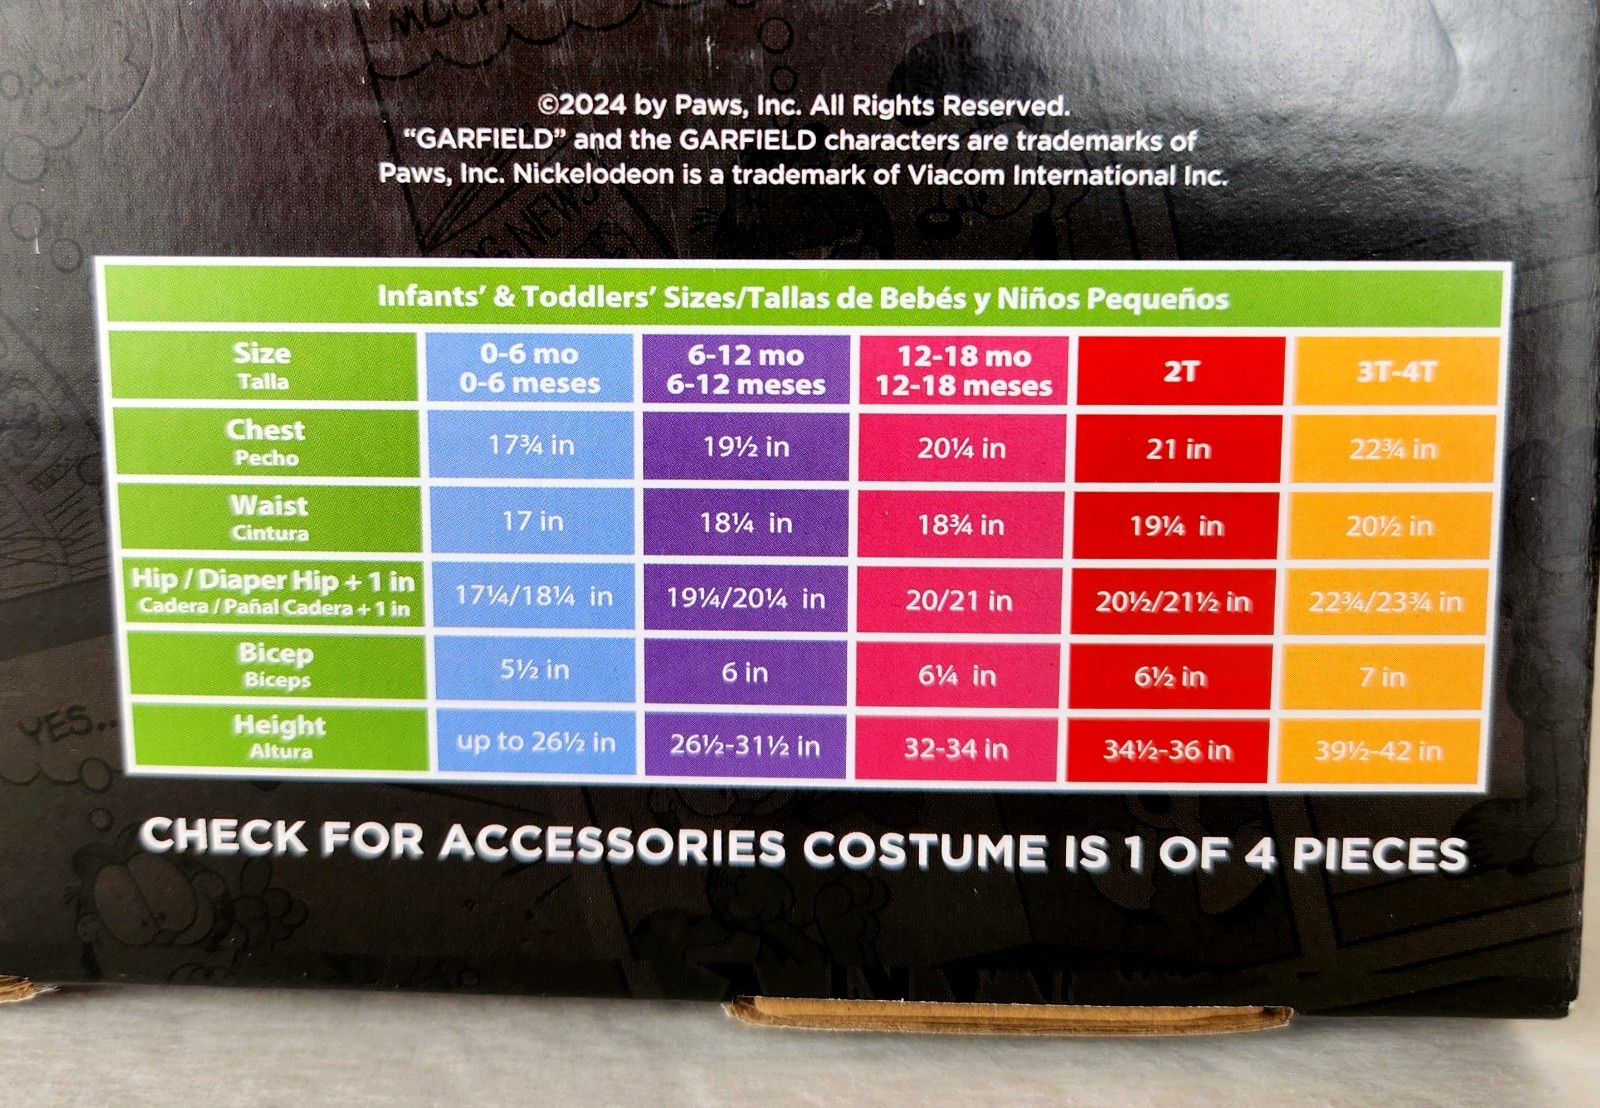 ©2024 by Paws, Inc. All Rights Reserved.
“GARFIELD” and the GARFIELD characters are trademarks of
Paws, Inc. Nickelodeon is a trademark of Viacom International Inc.
NEWS
Infants’ & Toddlers’ Sizes/Tallas de Bebés y Niños Pequeños
Size
Talla
0-6 mo
0-6 meses
6-12 mo
6-12 meses
12-18 mo
12-18 meses
2T
3T-4T
Chest
Pecho
17¾ in
19½ in
20¼ in
21 in
22¾ in
Waist
Cintura
17 in
18¼ in
18¾ in
19¼ in
20½ in
Hip / Diaper Hip + 1 in
Cadera / Pañal Cadera + 1 in
17¼/18¼ in
19¼/20¼ in
20/21 in
20½/21½ in
22¾/23¾ in
Bicep
Bíceps
5½ in
6 in
6¼ in
6½ in
7 in
YES..
Height
Altura
up to 26½ in
26½-31½ in
32-34 in
34½-36 in
39½-42 in
CHECK FOR ACCESSORIES COSTUME IS 1 OF 4 PIECES